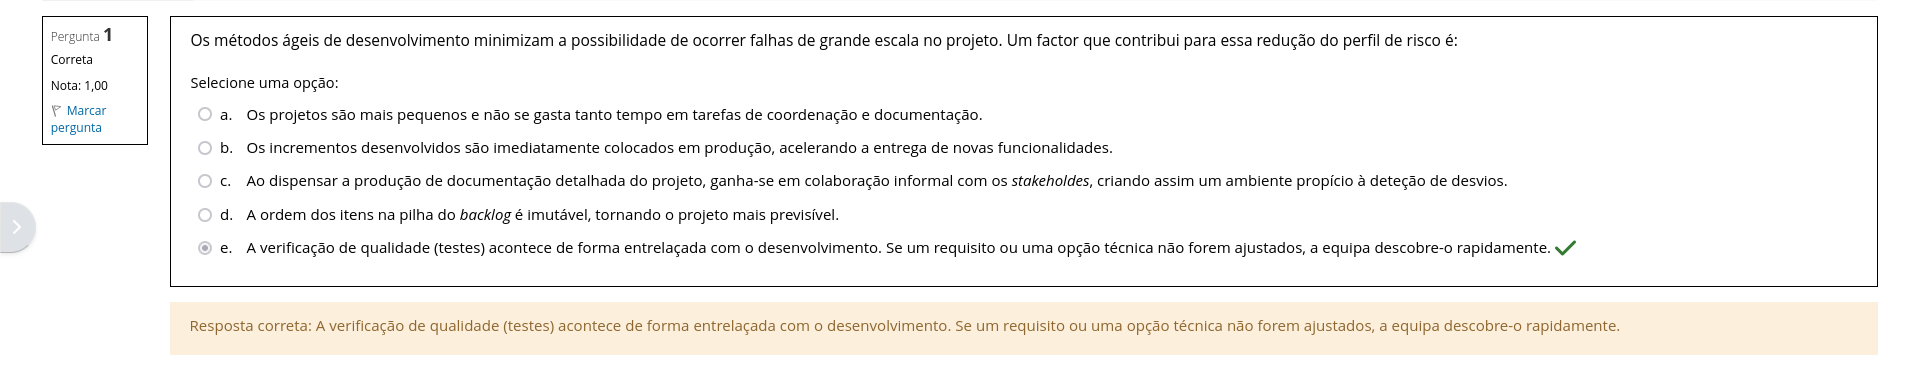 Pergunta 1
Correta
Nota: 1,00
Marcar
pergunta
Os métodos ágeis de desenvolvimento minimizam a possibilidade de ocorrer falhas de grande escala no projeto. Um factor que contribui para essa redução do perfil de risco é:
Selecione uma opção:
a. Os projetos são mais pequenos e não se gasta tanto tempo em tarefas de coordenação e documentação.
b. Os incrementos desenvolvidos são imediatamente colocados em produção, acelerando a entrega de novas funcionalidades.
c. Ao dispensar a produção de documentação detalhada do projeto, ganha-se em colaboração informal com os stakeholdes, criando assim um ambiente propício à deteção de desvios.
d. A ordem dos itens na pilha do backlog é imutável, tornando o projeto mais previsível.
e. A verificação de qualidade (testes) acontece de forma entrelaçada com o desenvolvimento. Se um requisito ou uma opção técnica não forem ajustados, a equipa descobre-o rapidamente.
Resposta correta: A verificação de qualidade (testes) acontece de forma entrelaçada com o desenvolvimento. Se um requisito ou uma opção técnica não forem ajustados, a equipa descobre-o rapidamente.